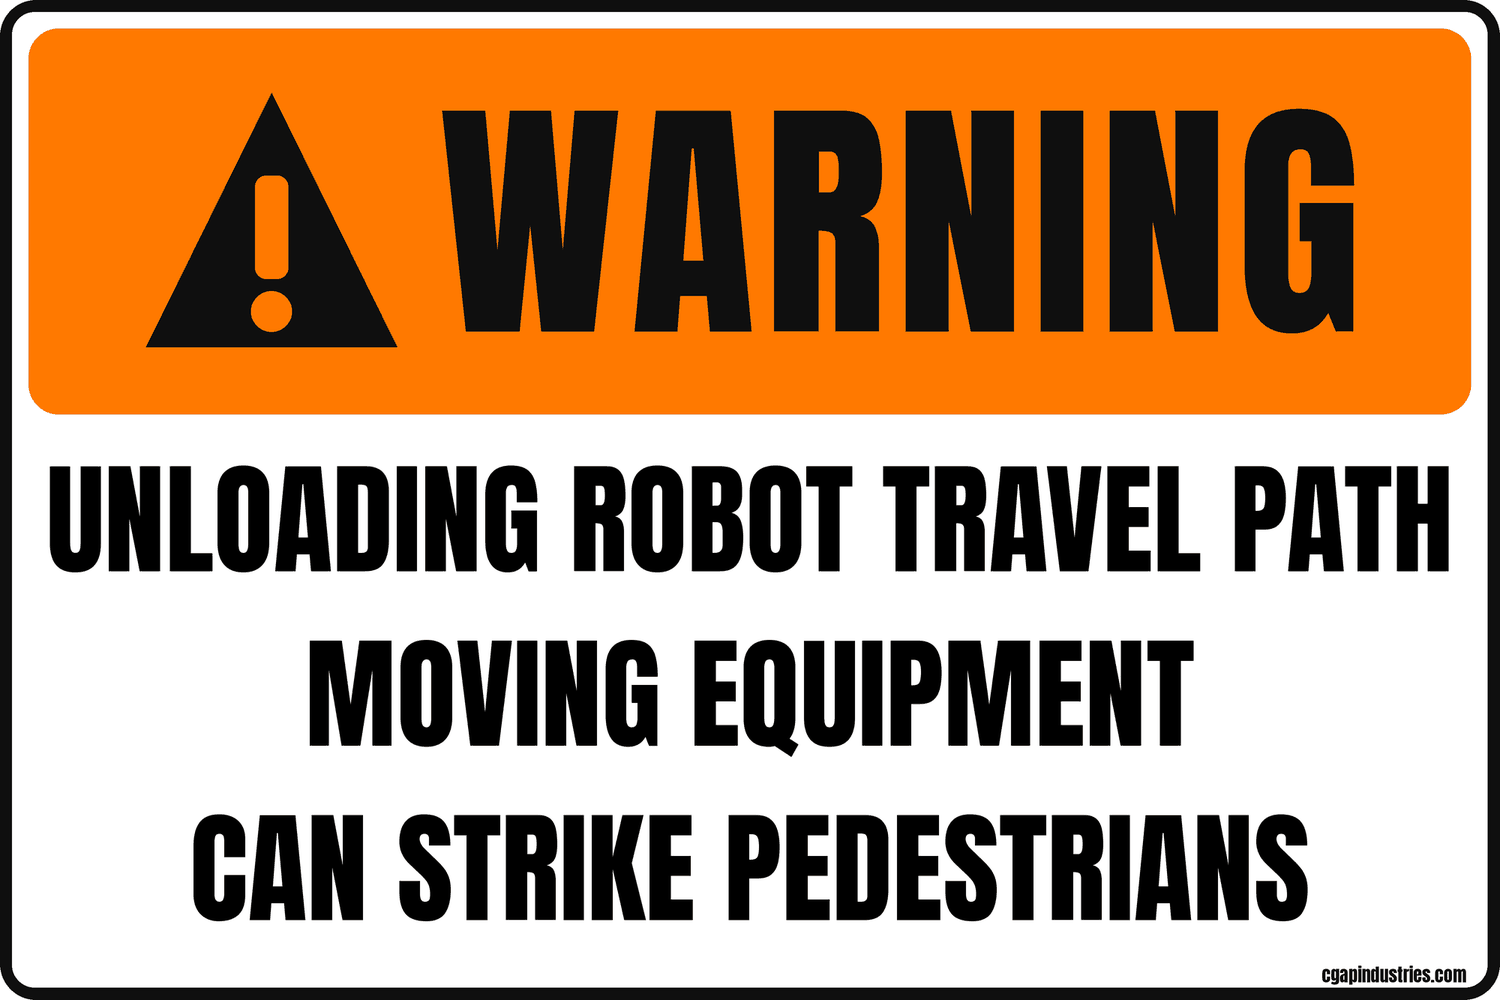 WARNING
UNLOADING ROBOT TRAVEL PATH
MOVING EQUIPMENT
CAN STRIKE PEDESTRIANS
cgapindustries.com